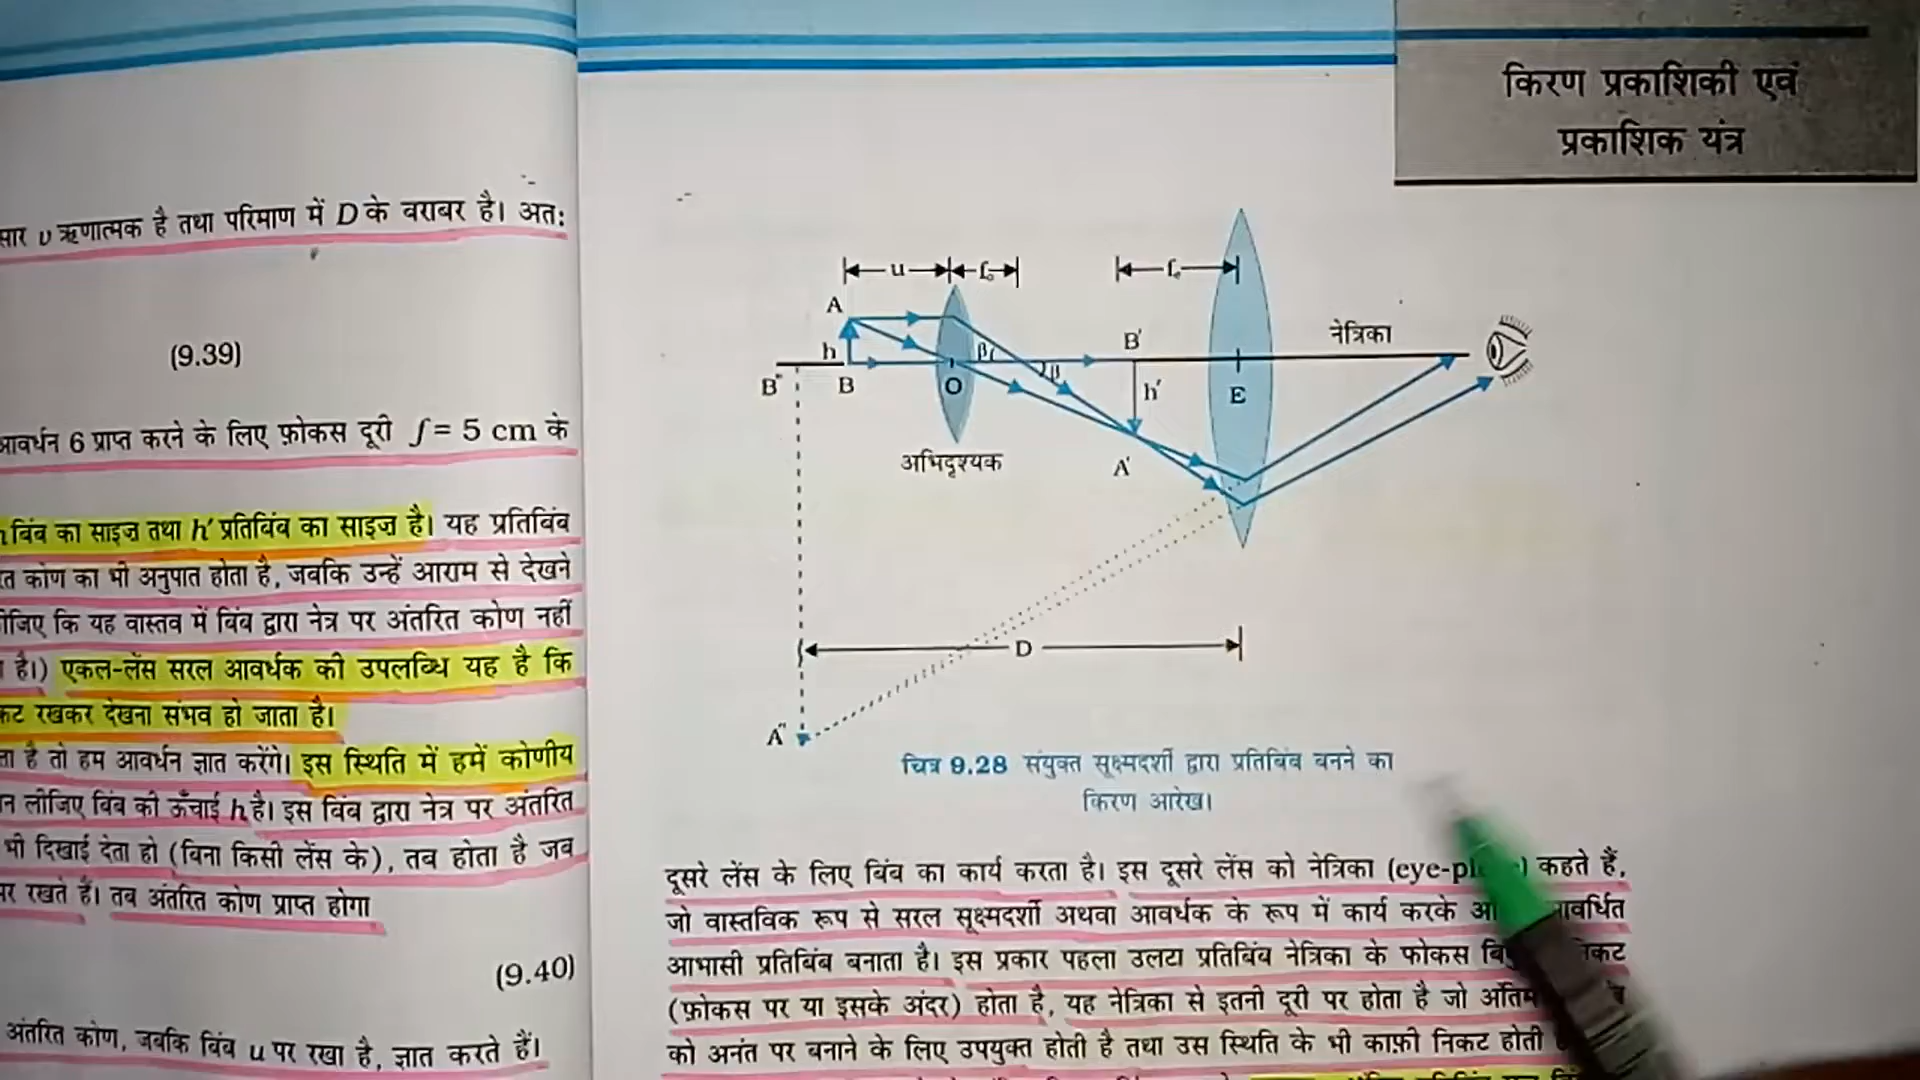 सार υ ऋणात्मक है तथा परिमाण में D के बराबर है। अतः
(9.39)
आवर्धन 6 प्राप्त करने के लिए फ़ोकस दूरी f = 5 cm के
बिंब का साइज़ तथा h′ प्रतिबिंब का साइज़ है। यह प्रतिबिंब
कोण का भी अनुपात होता है, जबकि उन्हें आराम से देखने
कि यह वास्तव में बिंब द्वारा नेत्र पर अंतरित कोण नहीं
है।) एकल-लेंस सरल आवर्धक की उपलब्धि यह है कि
रखकर देखना संभव हो जाता है।
है तो हम आवर्धन ज्ञात करेंगे। इस स्थिति में हमें कोणीय
लीजिए बिंब की ऊँचाई h है। इस बिंब द्वारा नेत्र पर अंतरित
भी दिखाई देता हो (बिना किसी लेंस के), तब होता है जब
रखते हैं। तब अंतरित कोण प्राप्त होगा
(9.40)
अंतरित कोण, जबकि बिंब u पर रखा है, ज्ञात करते हैं।
किरण प्रकाशिकी एवं
प्रकाशिक यंत्र
u fₒ fₑ
A B′ नेत्रिका
h β
β h′
B″ B O E
अभिदृश्यक A′
D
A″
चित्र 9.28 संयुक्त सूक्ष्मदर्शी द्वारा प्रतिबिंब बनने का
किरण आरेख।
दूसरे लेंस के लिए बिंब का कार्य करता है। इस दूसरे लेंस को नेत्रिका कहते हैं,
जो वास्तविक रूप से सरल सूक्ष्मदर्शी अथवा आवर्धक के रूप में कार्य करके
आभासी प्रतिबिंब बनाता है। इस प्रकार पहला उलटा प्रतिबिंब नेत्रिका के फोकस
(फ़ोकस पर या इसके अंदर) होता है, यह नेत्रिका से इतनी दूरी पर होता है जो
को अनंत पर बनाने के लिए उपयुक्त होती है तथा उस स्थिति के भी काफ़ी निकट होती